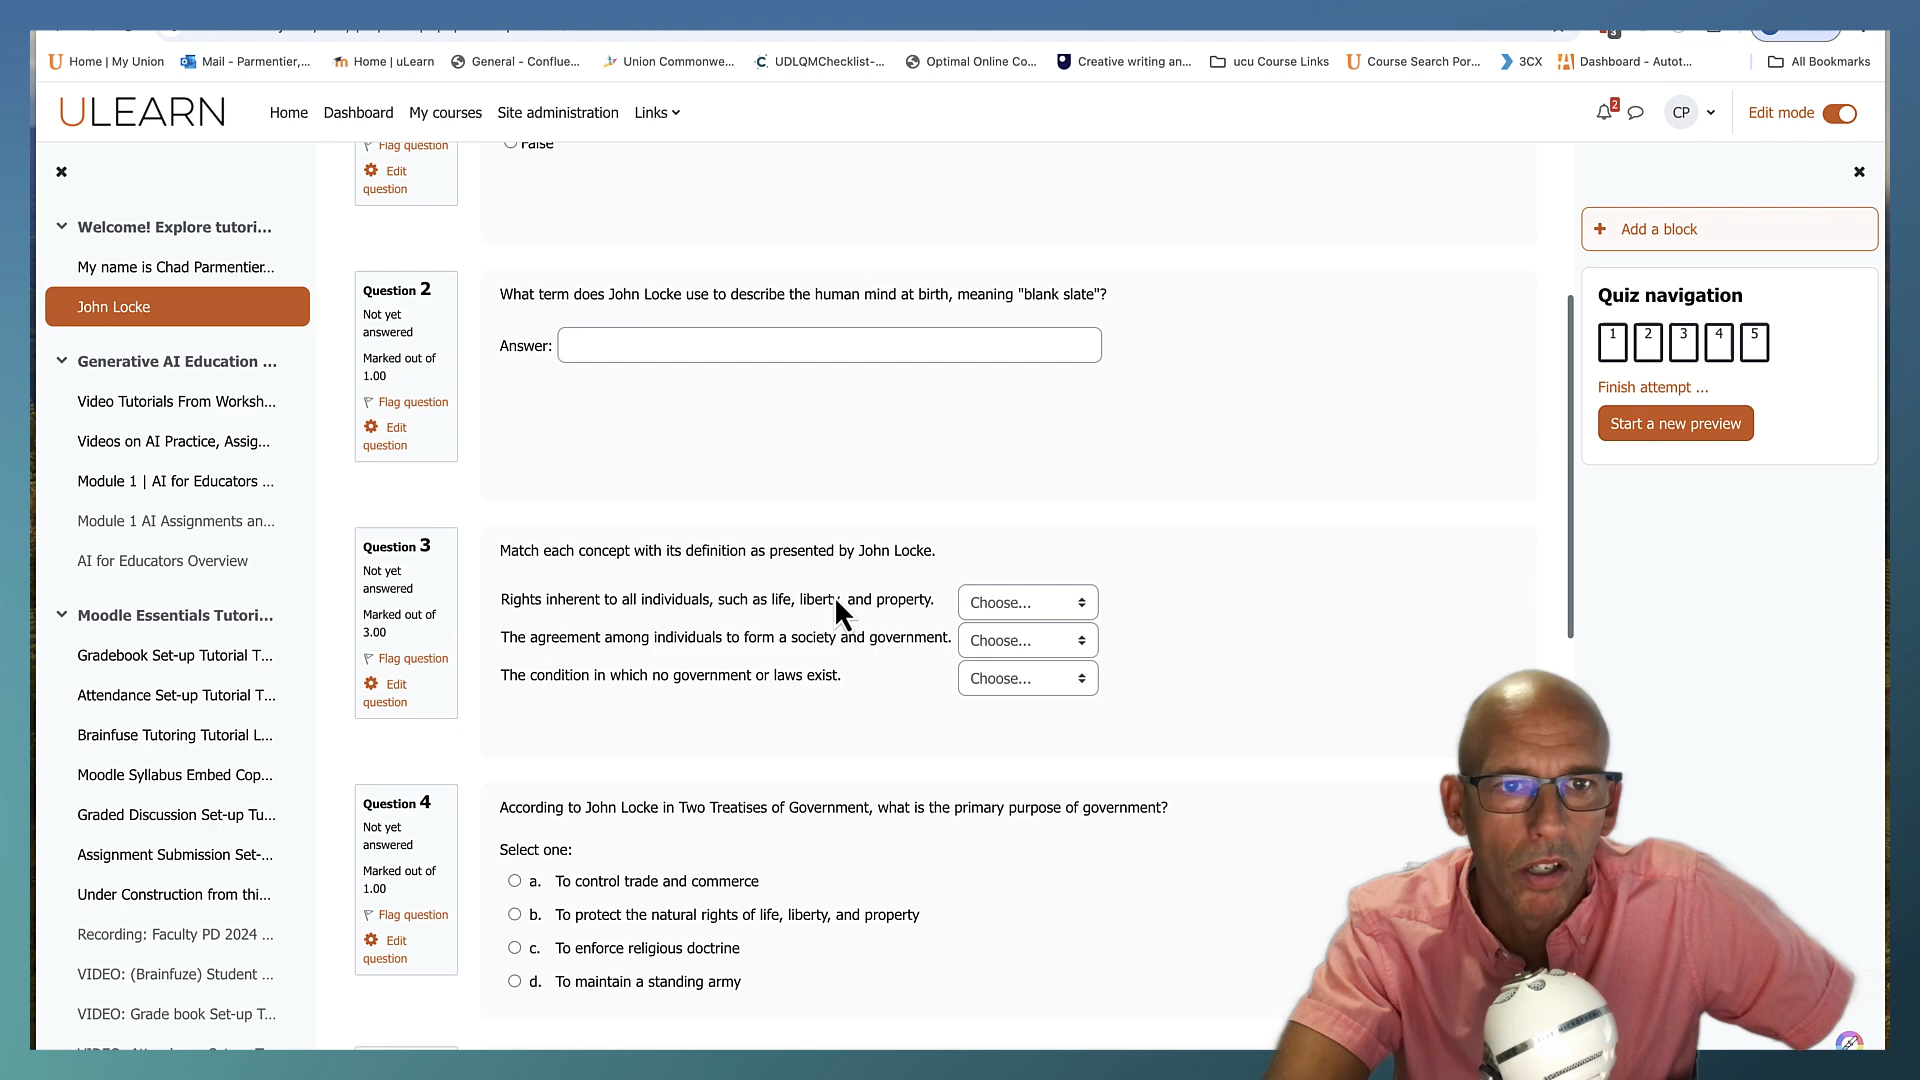 Home | My Union
Mail - Parmentier,...
Home | uLearn
General - Conflue...
Union Commonwe...
UDLQMChecklist-...
Optimal Online Co...
Creative writing an...
ucu Course Links
Course Search Por...
3CX
Dashboard - Autot...
All Bookmarks
ULEARN
Home
Dashboard
My courses
Site administration
Links
2
CP
Edit mode
Welcome! Explore tutori...
My name is Chad Parmentier...
John Locke
Generative AI Education ...
Video Tutorials From Worksh...
Videos on AI Practice, Assig...
Module 1 | AI for Educators ...
Module 1 AI Assignments an...
AI for Educators Overview
Moodle Essentials Tutori...
Gradebook Set-up Tutorial T...
Attendance Set-up Tutorial T...
Brainfuse Tutoring Tutorial L...
Moodle Syllabus Embed Cop...
Graded Discussion Set-up Tu...
Assignment Submission Set-...
Under Construction from thi...
Recording: Faculty PD 2024 ...
VIDEO: (Brainfuze) Student ...
VIDEO: Grade book Set-up T...
Flag question
Edit
question
False
Question 2
Not yet
answered
Marked out of
1.00
Flag question
Edit
question
What term does John Locke use to describe the human mind at birth, meaning "blank slate"?
Answer:
Question 3
Not yet
answered
Marked out of
3.00
Flag question
Edit
question
Match each concept with its definition as presented by John Locke.
Rights inherent to all individuals, such as life, liberty, and property.
Choose...
The agreement among individuals to form a society and government.
Choose...
The condition in which no government or laws exist.
Choose...
Question 4
Not yet
answered
Marked out of
1.00
Flag question
Edit
question
According to John Locke in Two Treatises of Government, what is the primary purpose of government?
Select one:
a. To control trade and commerce
b. To protect the natural rights of life, liberty, and property
c. To enforce religious doctrine
d. To maintain a standing army
Add a block
Quiz navigation
1 2 3 4 5
Finish attempt ...
Start a new preview